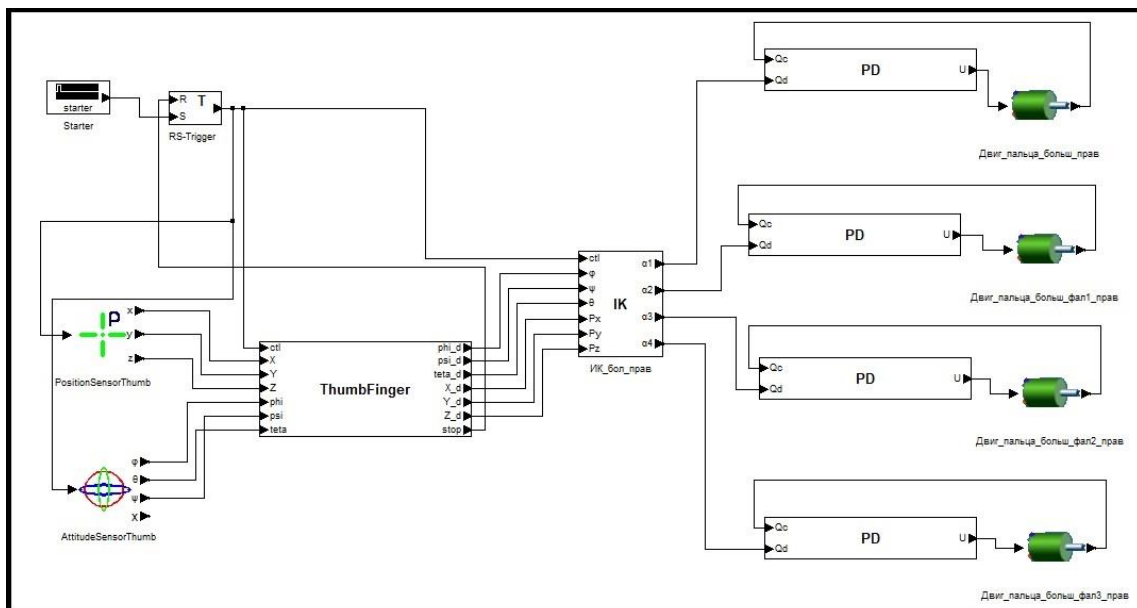 starter
Starter
R
S
T
RS-Trigger
P
x
y
z
PositionSensorThumb
φ
θ
ψ
X
AttitudeSensorThumb
ctl
X
Y
Z
phi
psi
teta
ThumbFinger
phi_d
psi_d
teta_d
X_d
Y_d
Z_d
stop
ctl
φ
ψ
θ
Px
Py
Pz
IK
α1
α2
α3
α4
ИК_бол_прав
Qc
Qd
PD
U
Двиг_пальца_больш_прав
Qc
Qd
PD
U
Двиг_пальца_больш_фал1_прав
Qc
Qd
PD
U
Двиг_пальца_больш_фал2_прав
Qc
Qd
PD
U
Двиг_пальца_больш_фал3_прав